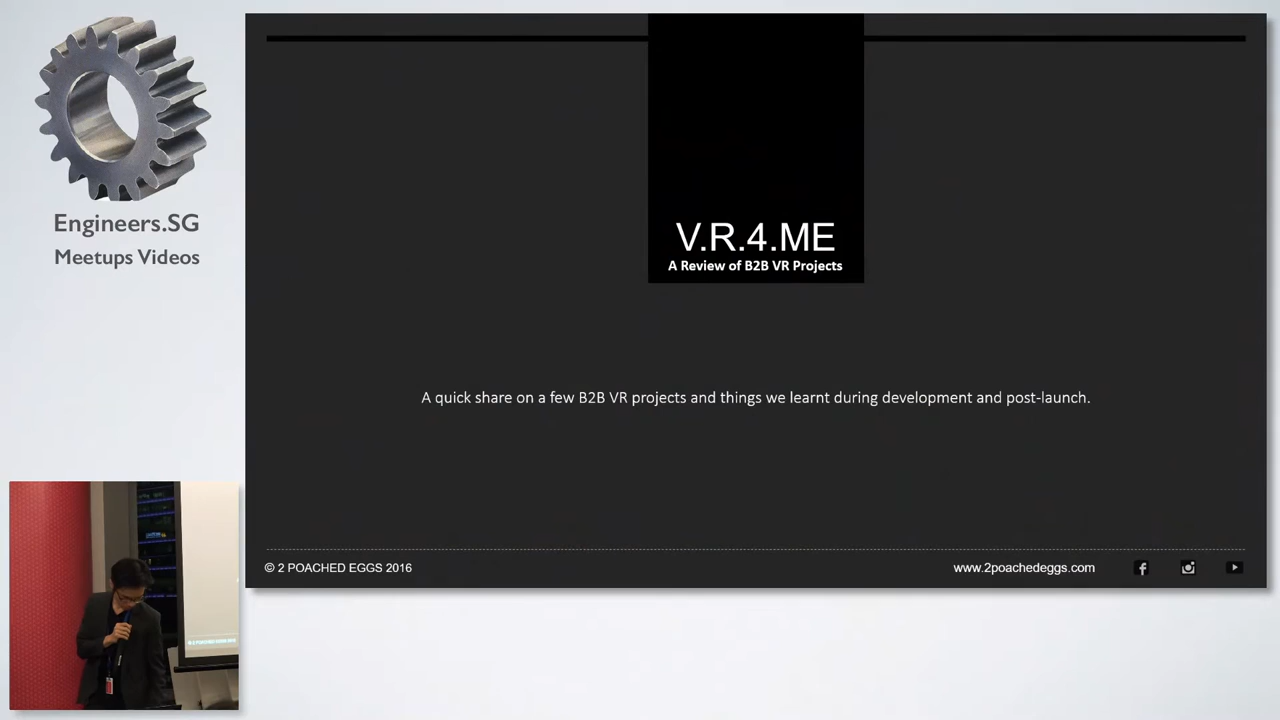 Engineers.SG
Meetups Videos
V.R.4.ME
A Review of B2B VR Projects
A quick share on a few B2B VR projects and things we learnt during development and post-launch.
© 2 POACHED EGGS 2016
www.2poachedeggs.com